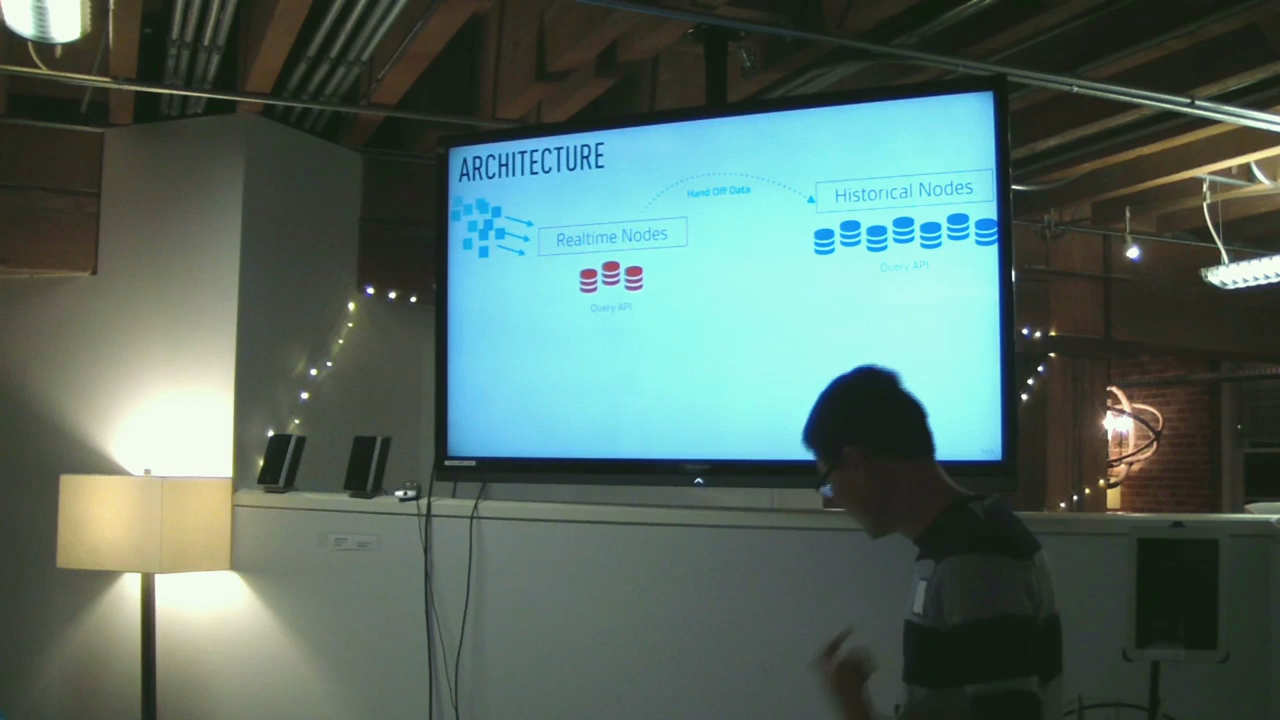 ARCHITECTURE
Hand Off Data
Historical Nodes
Realtime Nodes
Query API
Query API